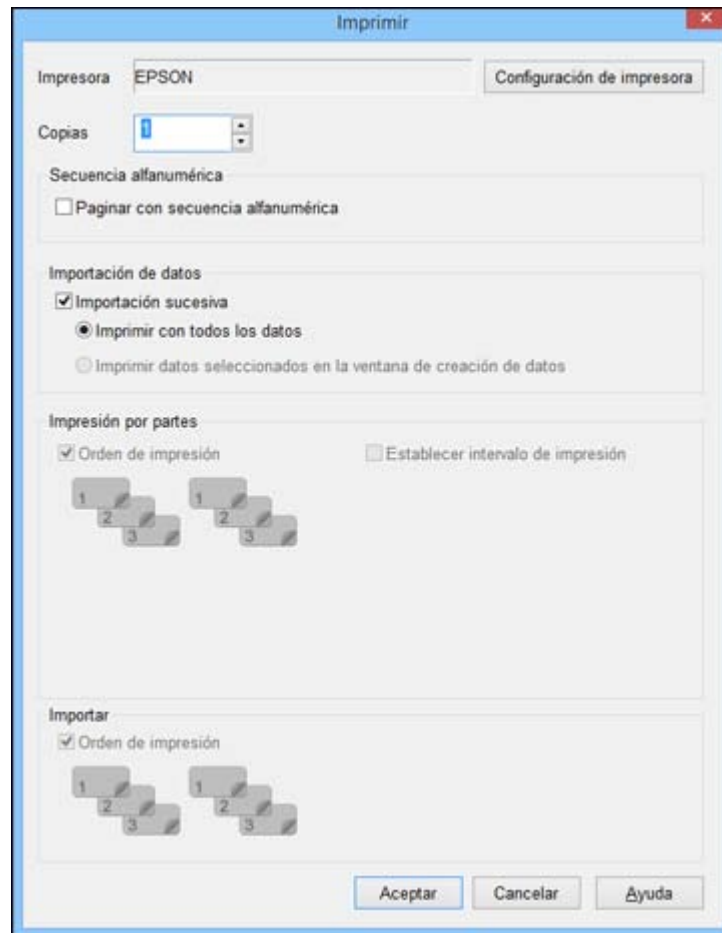 Imprimir
Impresora EPSON Configuración de impresora
Copias 1
Secuencia alfanumérica
Paginar con secuencia alfanumérica
Importación de datos
Importación sucesiva
Imprimir con todos los datos
Imprimir datos seleccionados en la ventana de creación de datos
Impresión por partes
Orden de impresión Establecer intervalo de impresión
1 1
2 2
3 3
Importar
Orden de impresión
1 1
2 2
3 3
Aceptar Cancelar Ayuda